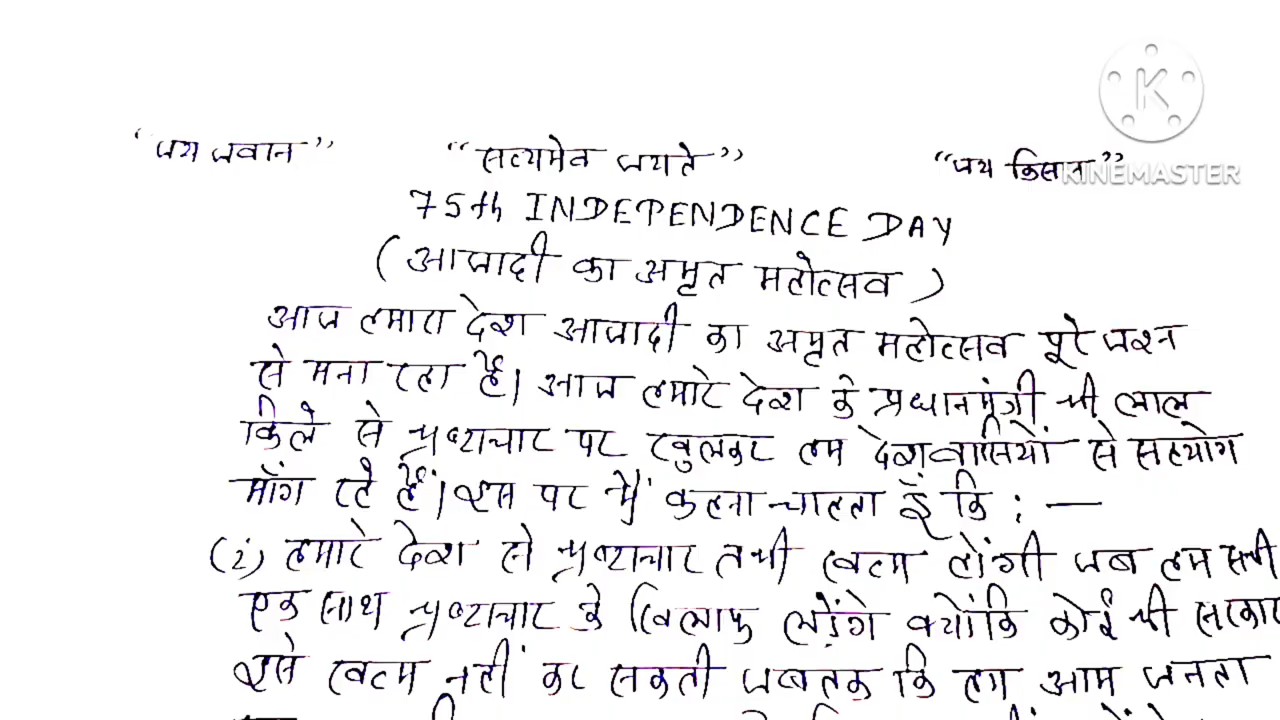 "जय जवान" "सत्यमेव जयते" "जय किसान"
KINEMASTER
75th INDEPENDENCE DAY
(आजादी का अमृत महोत्सव)
आज हमारा देश आजादी का अमृत महोत्सव पूरे जश्न
से मना रहा है। आज हमारे देश के प्रधानमंत्री भी लाल
किले से भ्रष्टाचार पर खुलकर हम देशवासियों से सहयोग
माँग रहे हैं। इस पर मैं कहना चाहता हूँ कि : —
(i) हमारे देश से भ्रष्टाचार तभी खत्म होंगी जब हम सभी
एक साथ भ्रष्टाचार के खिलाफ लड़ेंगे क्योंकि कोई भी सरकार
इसे खत्म नहीं कर सकती जबतक कि हम आम जनता